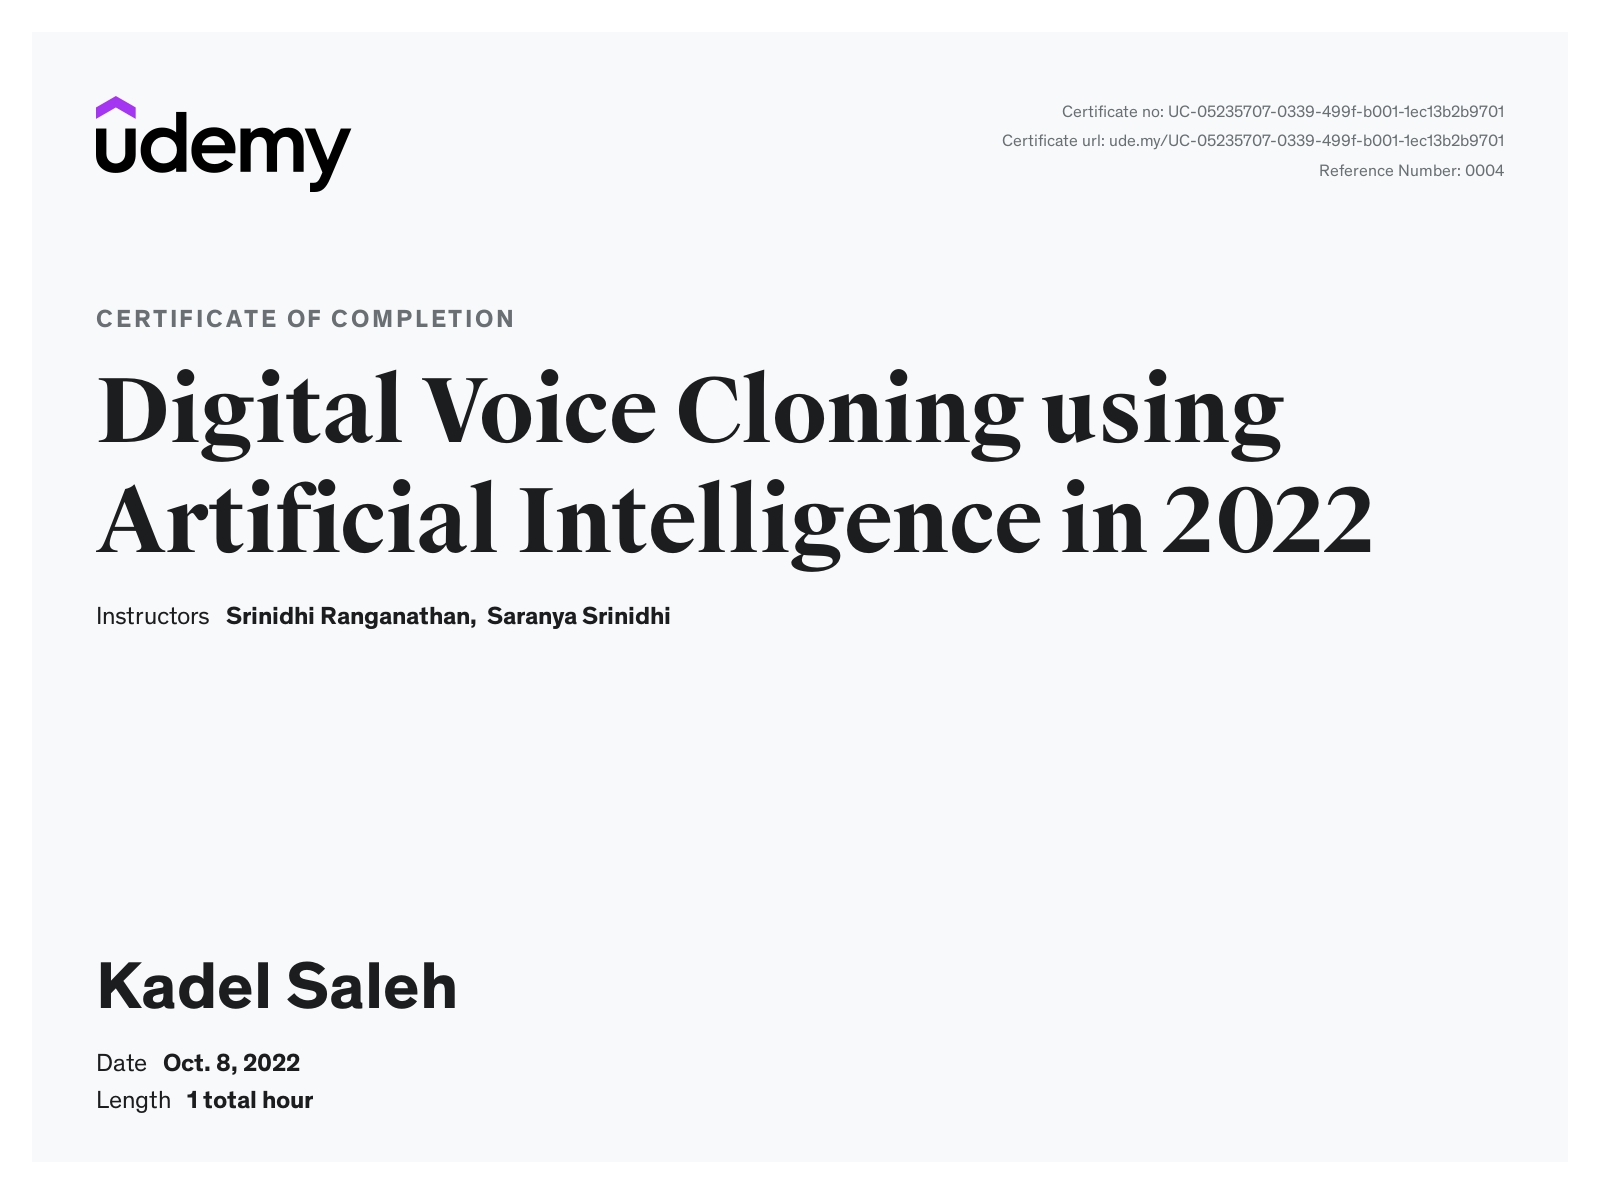 udemy
Certificate no: UC-05235707-0339-499f-b001-1ec13b2b9701
Certificate url: ude.my/UC-05235707-0339-499f-b001-1ec13b2b9701
Reference Number: 0004
CERTIFICATE OF COMPLETION
Digital Voice Cloning using
Artificial Intelligence in 2022
Instructors Srinidhi Ranganathan, Saranya Srinidhi
Kadel Saleh
Date Oct. 8, 2022
Length 1 total hour